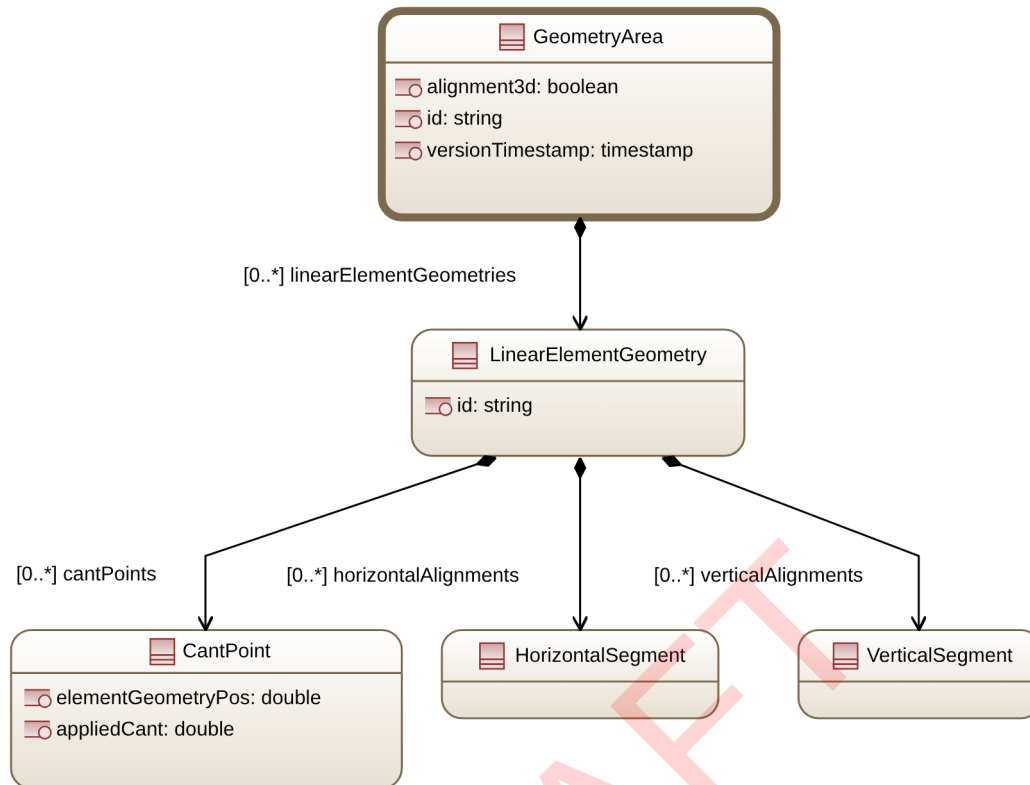 GeometryArea
alignment3d: boolean
id: string
versionTimestamp: timestamp
[0..*] linearElementGeometries
LinearElementGeometry
id: string
[0..*] cantPoints
[0..*] horizontalAlignments
[0..*] verticalAlignments
CantPoint
elementGeometryPos: double
appliedCant: double
HorizontalSegment
VerticalSegment